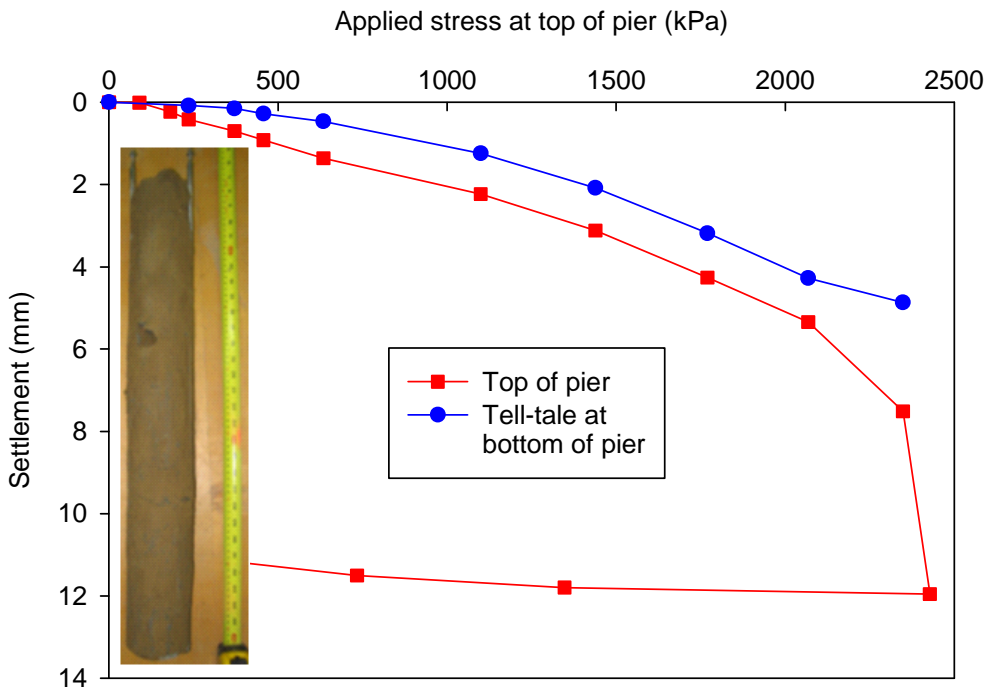 Applied stress at top of pier (kPa)
0 500 1000 1500 2000 2500
0
2
4
6
8
10
12
14
Settlement (mm)
Top of pier
Tell-tale at
bottom of pier